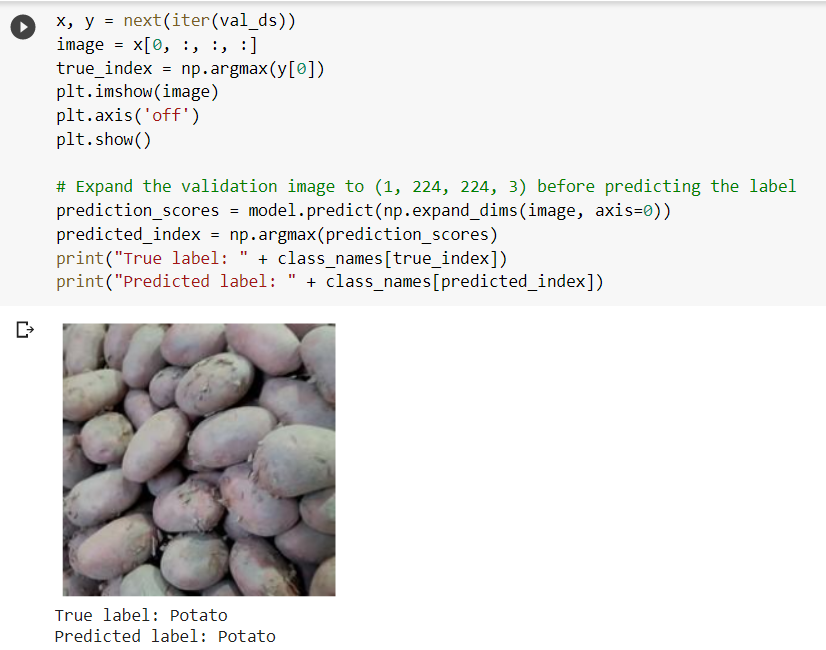 x, y = next(iter(val_ds))
image = x[0, :, :, :]
true_index = np.argmax(y[0])
plt.imshow(image)
plt.axis('off')
plt.show()
# Expand the validation image to (1, 224, 224, 3) before predicting the label
prediction_scores = model.predict(np.expand_dims(image, axis=0))
predicted_index = np.argmax(prediction_scores)
print("True label: " + class_names[true_index])
print("Predicted label: " + class_names[predicted_index])
True label: Potato
Predicted label: Potato